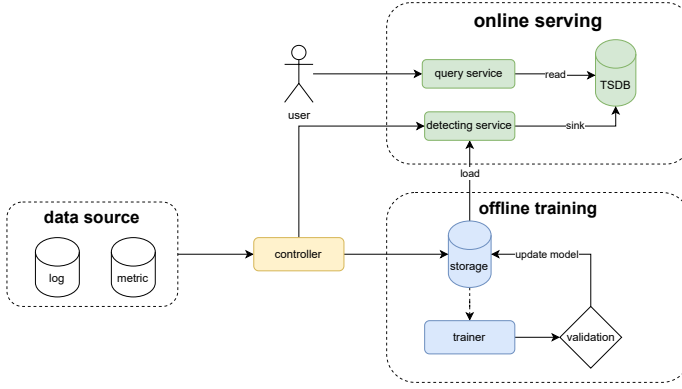 online serving
query service
read
TSDB
user
detecting service
sink
load
data source
offline training
log
metric
controller
storage
update model
trainer
validation